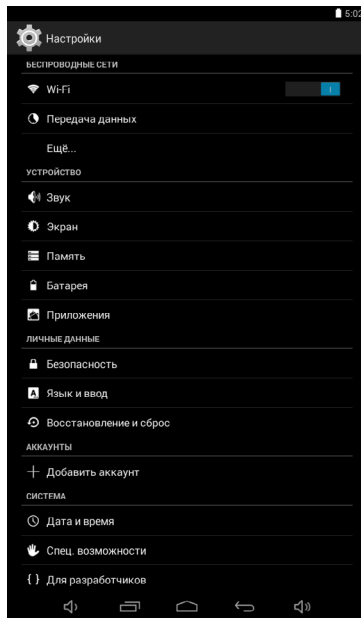 5:02
Настройки
БЕСПРОВОДНЫЕ СЕТИ
Wi-Fi
Передача данных
Ещё...
УСТРОЙСТВО
Звук
Экран
Память
Батарея
Приложения
ЛИЧНЫЕ ДАННЫЕ
Безопасность
Язык и ввод
Восстановление и сброс
АККАУНТЫ
Добавить аккаунт
СИСТЕМА
Дата и время
Спец. возможности
Для разработчиков